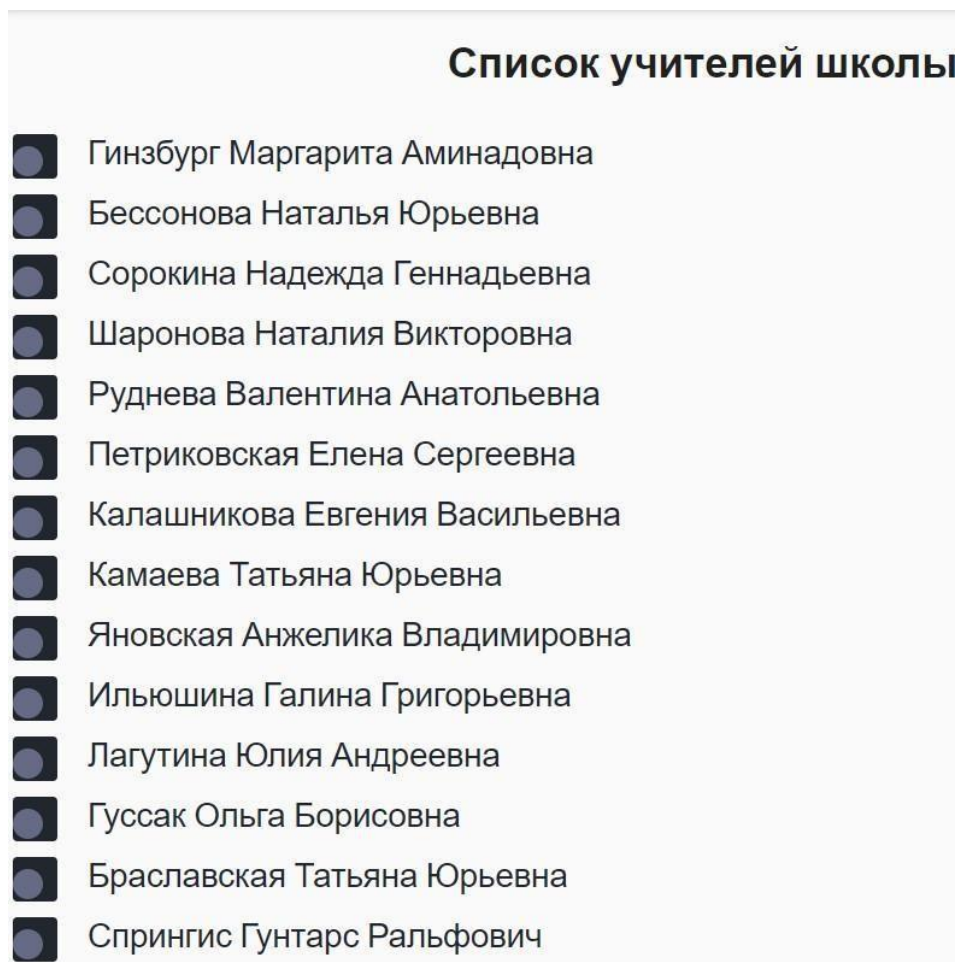 Список учителей школы
Гинзбург Маргарита Аминадовна
Бессонова Наталья Юрьевна
Сорокина Надежда Геннадьевна
Шаронова Наталия Викторовна
Руднева Валентина Анатольевна
Петриковская Елена Сергеевна
Калашникова Евгения Васильевна
Камаева Татьяна Юрьевна
Яновская Анжелика Владимировна
Ильюшина Галина Григорьевна
Лагутина Юлия Андреевна
Гуссак Ольга Борисовна
Браславская Татьяна Юрьевна
Спрингис Гунтарс Ральфович